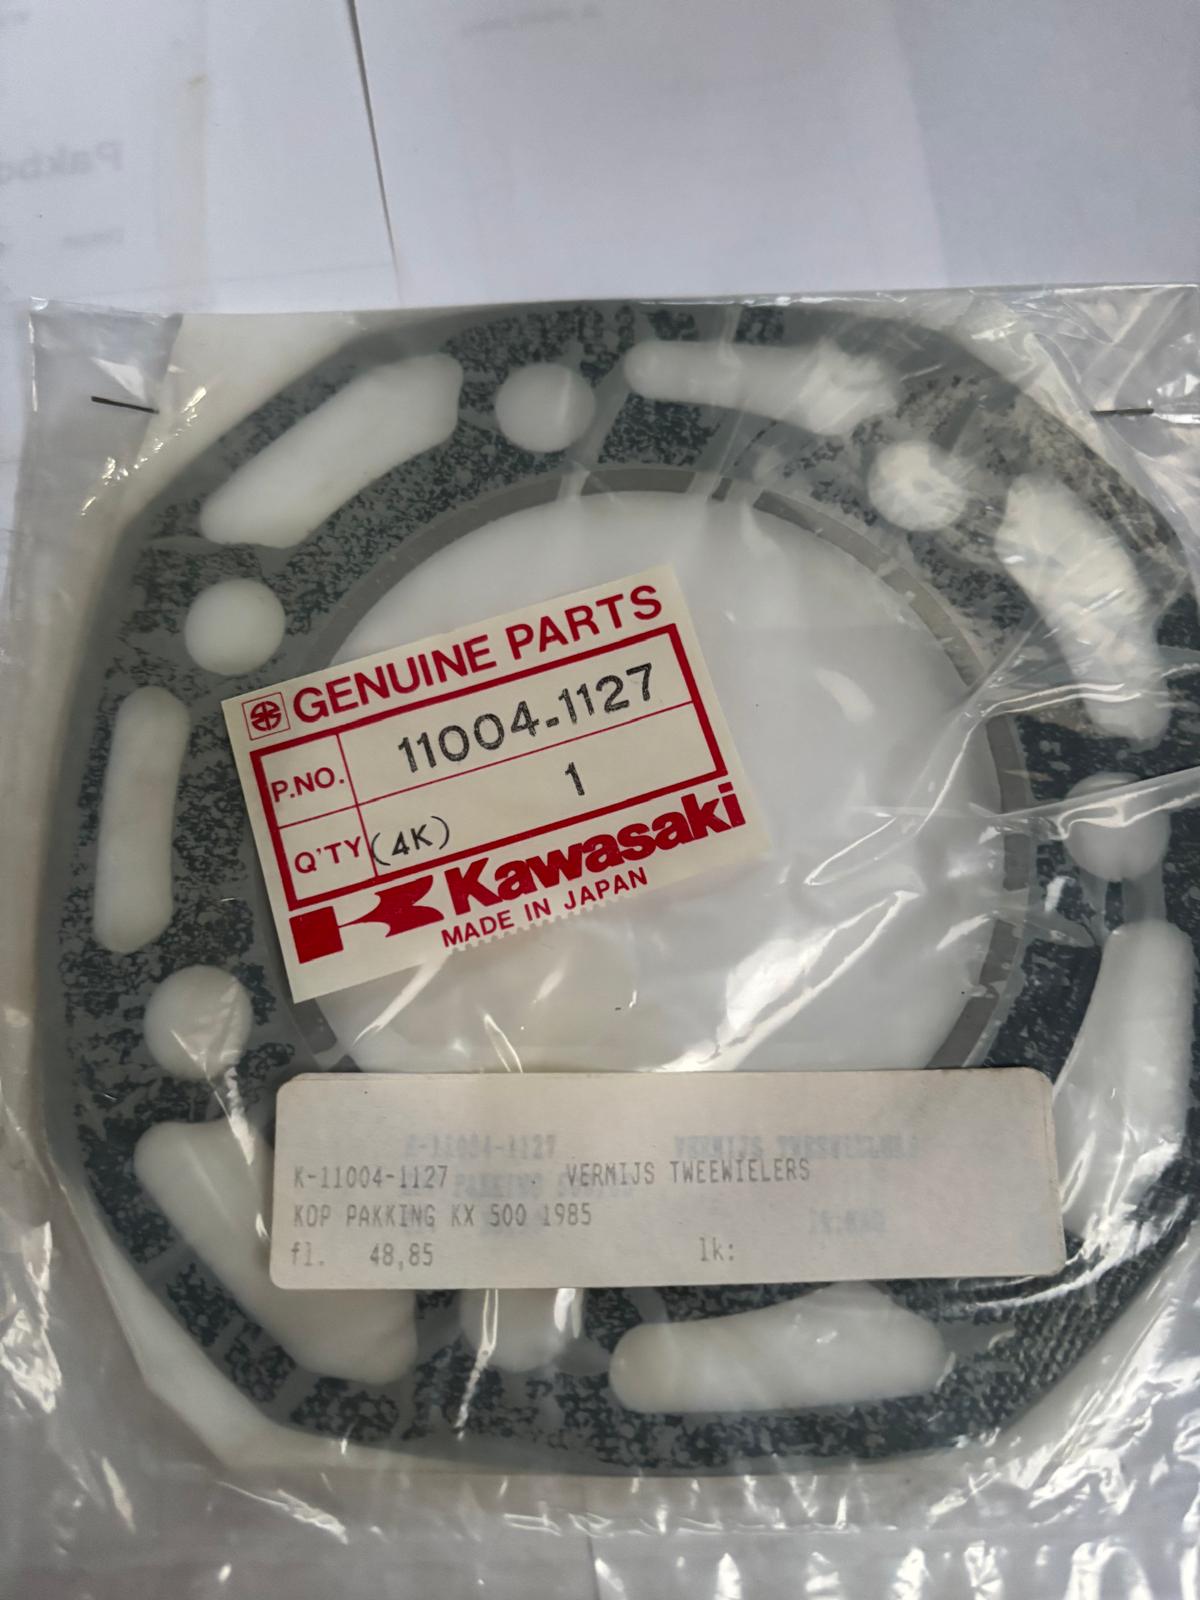 GENUINE PARTS
P.NO. 11004-1127
Q'TY (4K) 1
Kawasaki
MADE IN JAPAN
K-11004-1127 VERMIJS TWEEWIELERS
KOP PAKKING KX 500 1985
fl. 48,85 lk: